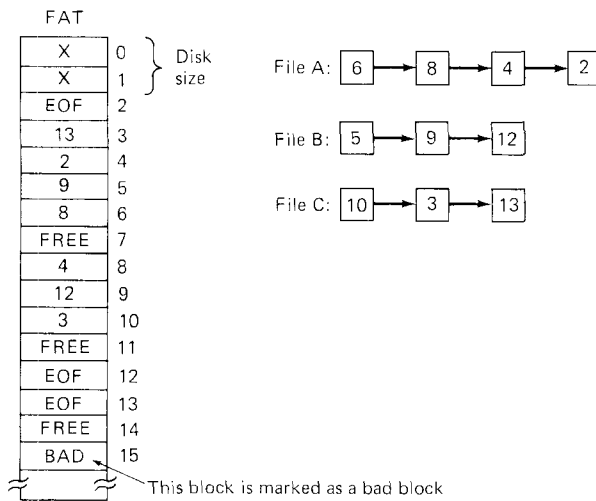 FAT
X 0
X 1
Disk size
EOF 2
13 3
2 4
9 5
8 6
FREE 7
4 8
12 9
3 10
FREE 11
EOF 12
EOF 13
FREE 14
BAD 15
This block is marked as a bad block
File A: 6 8 4 2
File B: 5 9 12
File C: 10 3 13